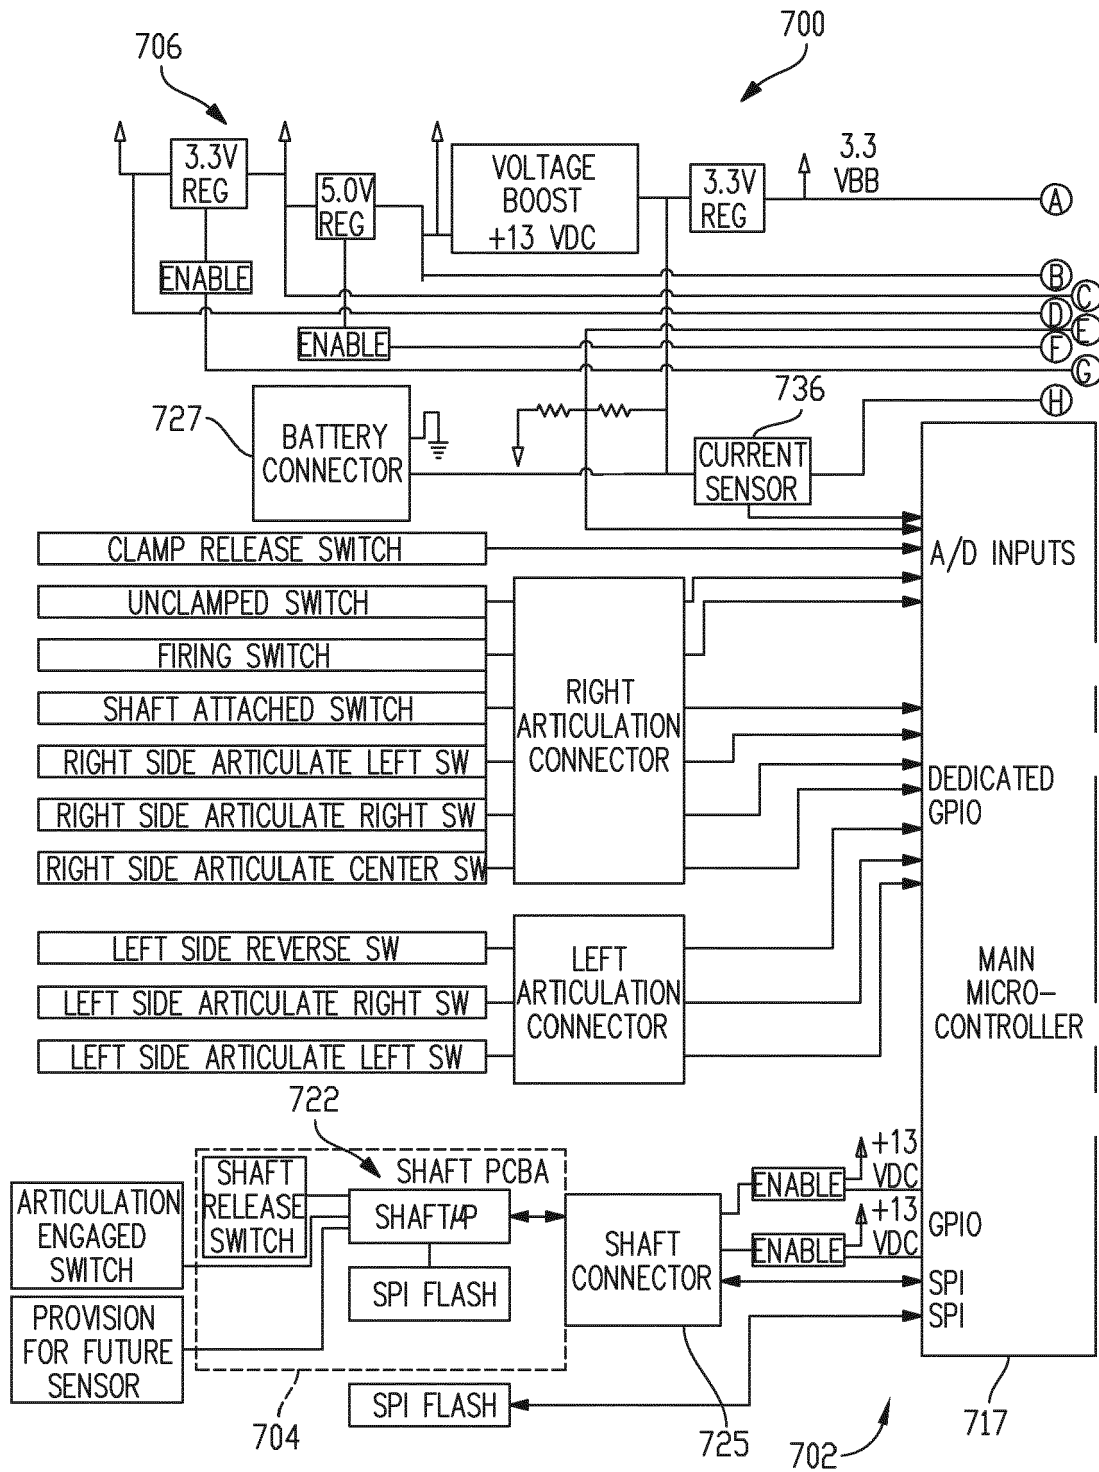 700
706
3.3V
REG
5.0V
REG
VOLTAGE
BOOST
+13 VDC
3.3V
REG
3.3
VBB
A
ENABLE
B
C
D
E
ENABLE
F
G
H
727
BATTERY
CONNECTOR
736
CURRENT
SENSOR
CLAMP RELEASE SWITCH
A/D INPUTS
UNCLAMPED SWITCH
FIRING SWITCH
SHAFT ATTACHED SWITCH
RIGHT SIDE ARTICULATE LEFT SW
RIGHT SIDE ARTICULATE RIGHT SW
RIGHT SIDE ARTICULATE CENTER SW
RIGHT
ARTICULATION
CONNECTOR
DEDICATED
GPIO
LEFT SIDE REVERSE SW
LEFT SIDE ARTICULATE RIGHT SW
LEFT SIDE ARTICULATE LEFT SW
LEFT
ARTICULATION
CONNECTOR
MAIN
MICRO-
CONTROLLER
722
SHAFT PCBA
SHAFT
RELEASE
SWITCH
SHAFT µP
SPI FLASH
ARTICULATION
ENGAGED
SWITCH
PROVISION
FOR FUTURE
SENSOR
SHAFT
CONNECTOR
ENABLE
+13
VDC
ENABLE
+13
VDC
GPIO
SPI
SPI
SPI FLASH
704
725
702
717